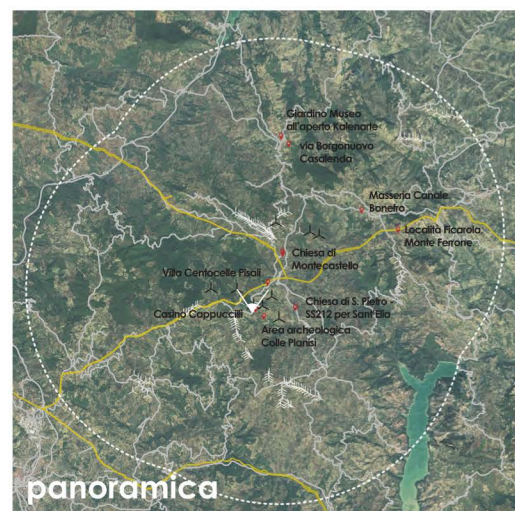 Giardino Museo
all'aperto Kalenarte
via Borgonuovo
Casalenda
Masseria Canale
Bonefro
Località Ficarola
Monte Ferrone
Chiesa di
Montecastello
Villa Centocelle Pisali
Casino Cappuccilli
Chiesa di S. Pietro -
SS212 per Sant'Elia
Area archeologica
Colle Planisi
panoramica